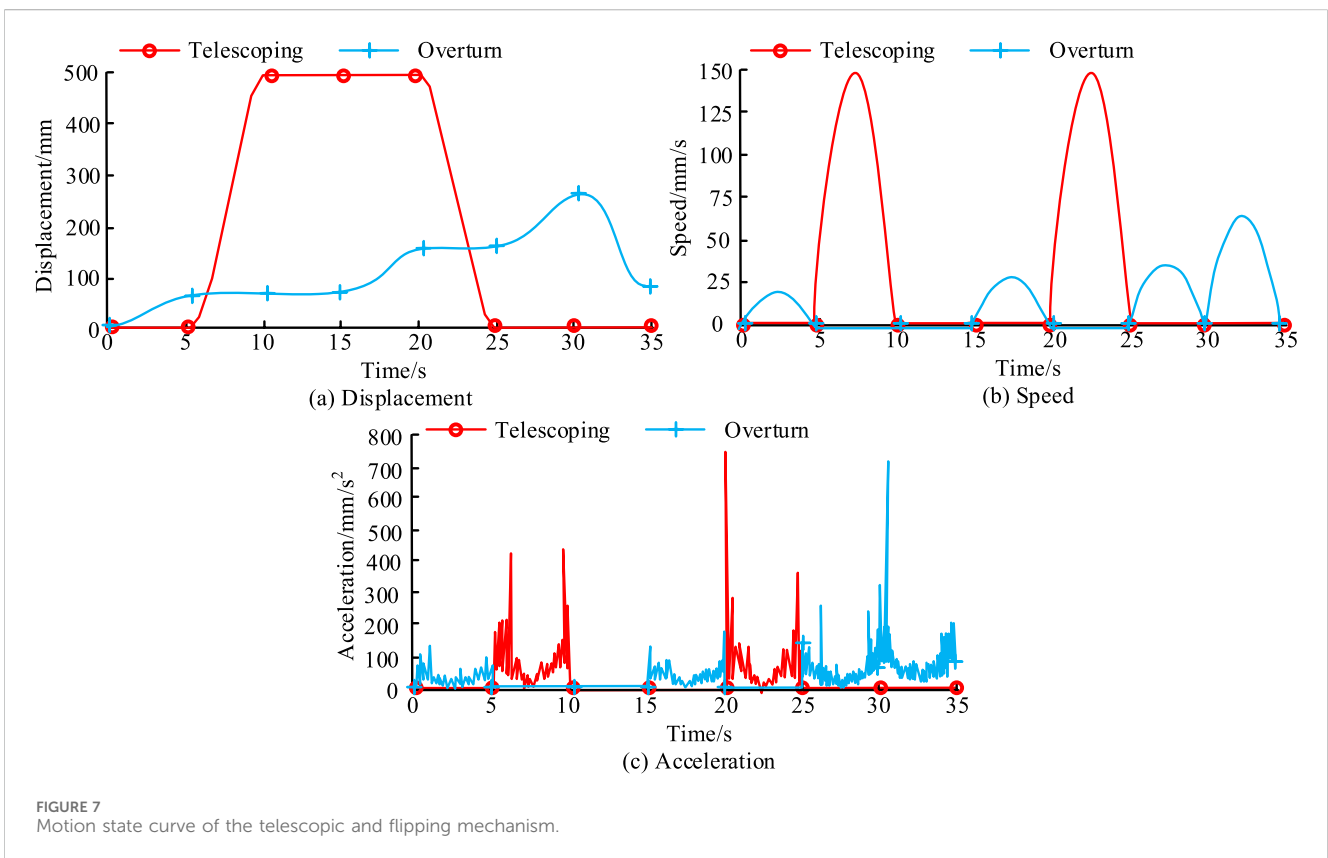 Telescoping Overturn
500
400
300
200
100
0
Displacement/mm
0 5 10 15 20 25 30 35
Time/s
(a) Displacement
Telescoping Overturn
150
125
100
75
50
25
0
Speed/mm/s
0 5 10 15 20 25 30 35
Time/s
(b) Speed
Telescoping Overturn
800
700
600
500
400
300
200
100
0
Acceleration/mm/s²
0 5 10 15 20 25 30 35
Time/s
(c) Acceleration
FIGURE 7
Motion state curve of the telescopic and flipping mechanism.